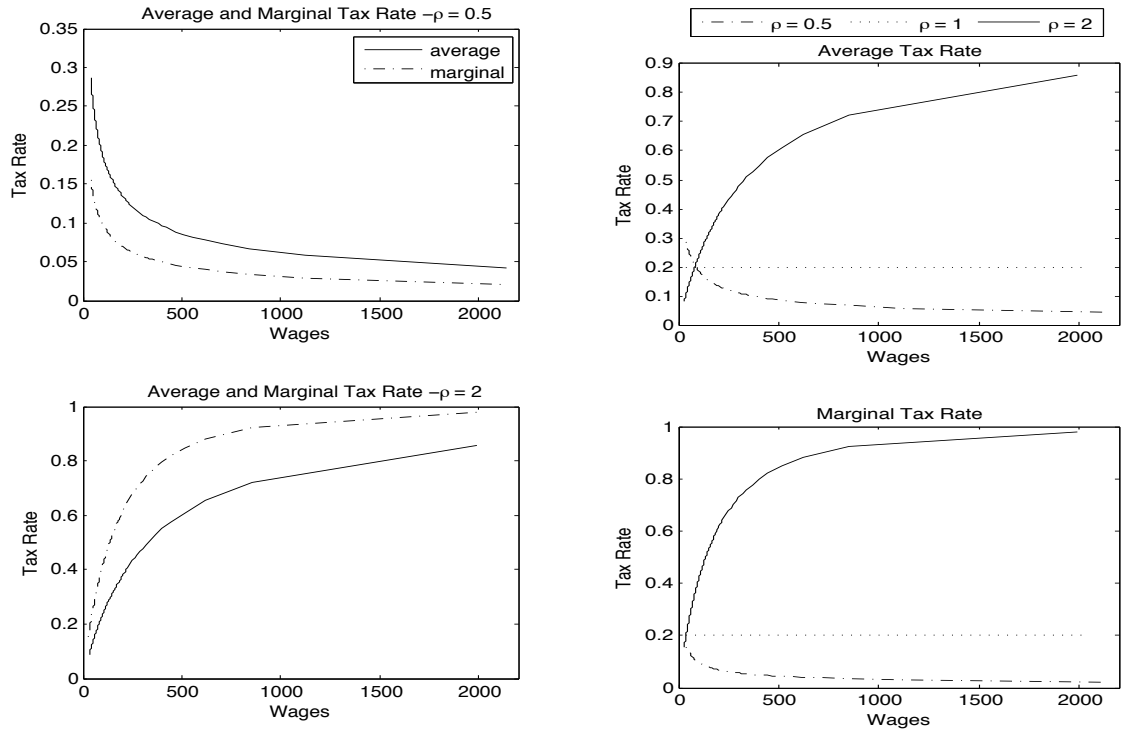 Average and Marginal Tax Rate –ρ = 0.5
average
marginal
0.35
0.3
0.25
0.2
0.15
0.1
0.05
0
Tax Rate
0 500 1000 1500 2000
Wages
ρ = 0.5 ρ = 1 ρ = 2
Average Tax Rate
0.9
0.8
0.7
0.6
0.5
0.4
0.3
0.2
0.1
0
Tax Rate
0 500 1000 1500 2000
Wages
Average and Marginal Tax Rate –ρ = 2
1
0.8
0.6
0.4
0.2
0
Tax Rate
0 500 1000 1500 2000
Wages
Marginal Tax Rate
1
0.8
0.6
0.4
0.2
0
Tax Rate
0 500 1000 1500 2000
Wages